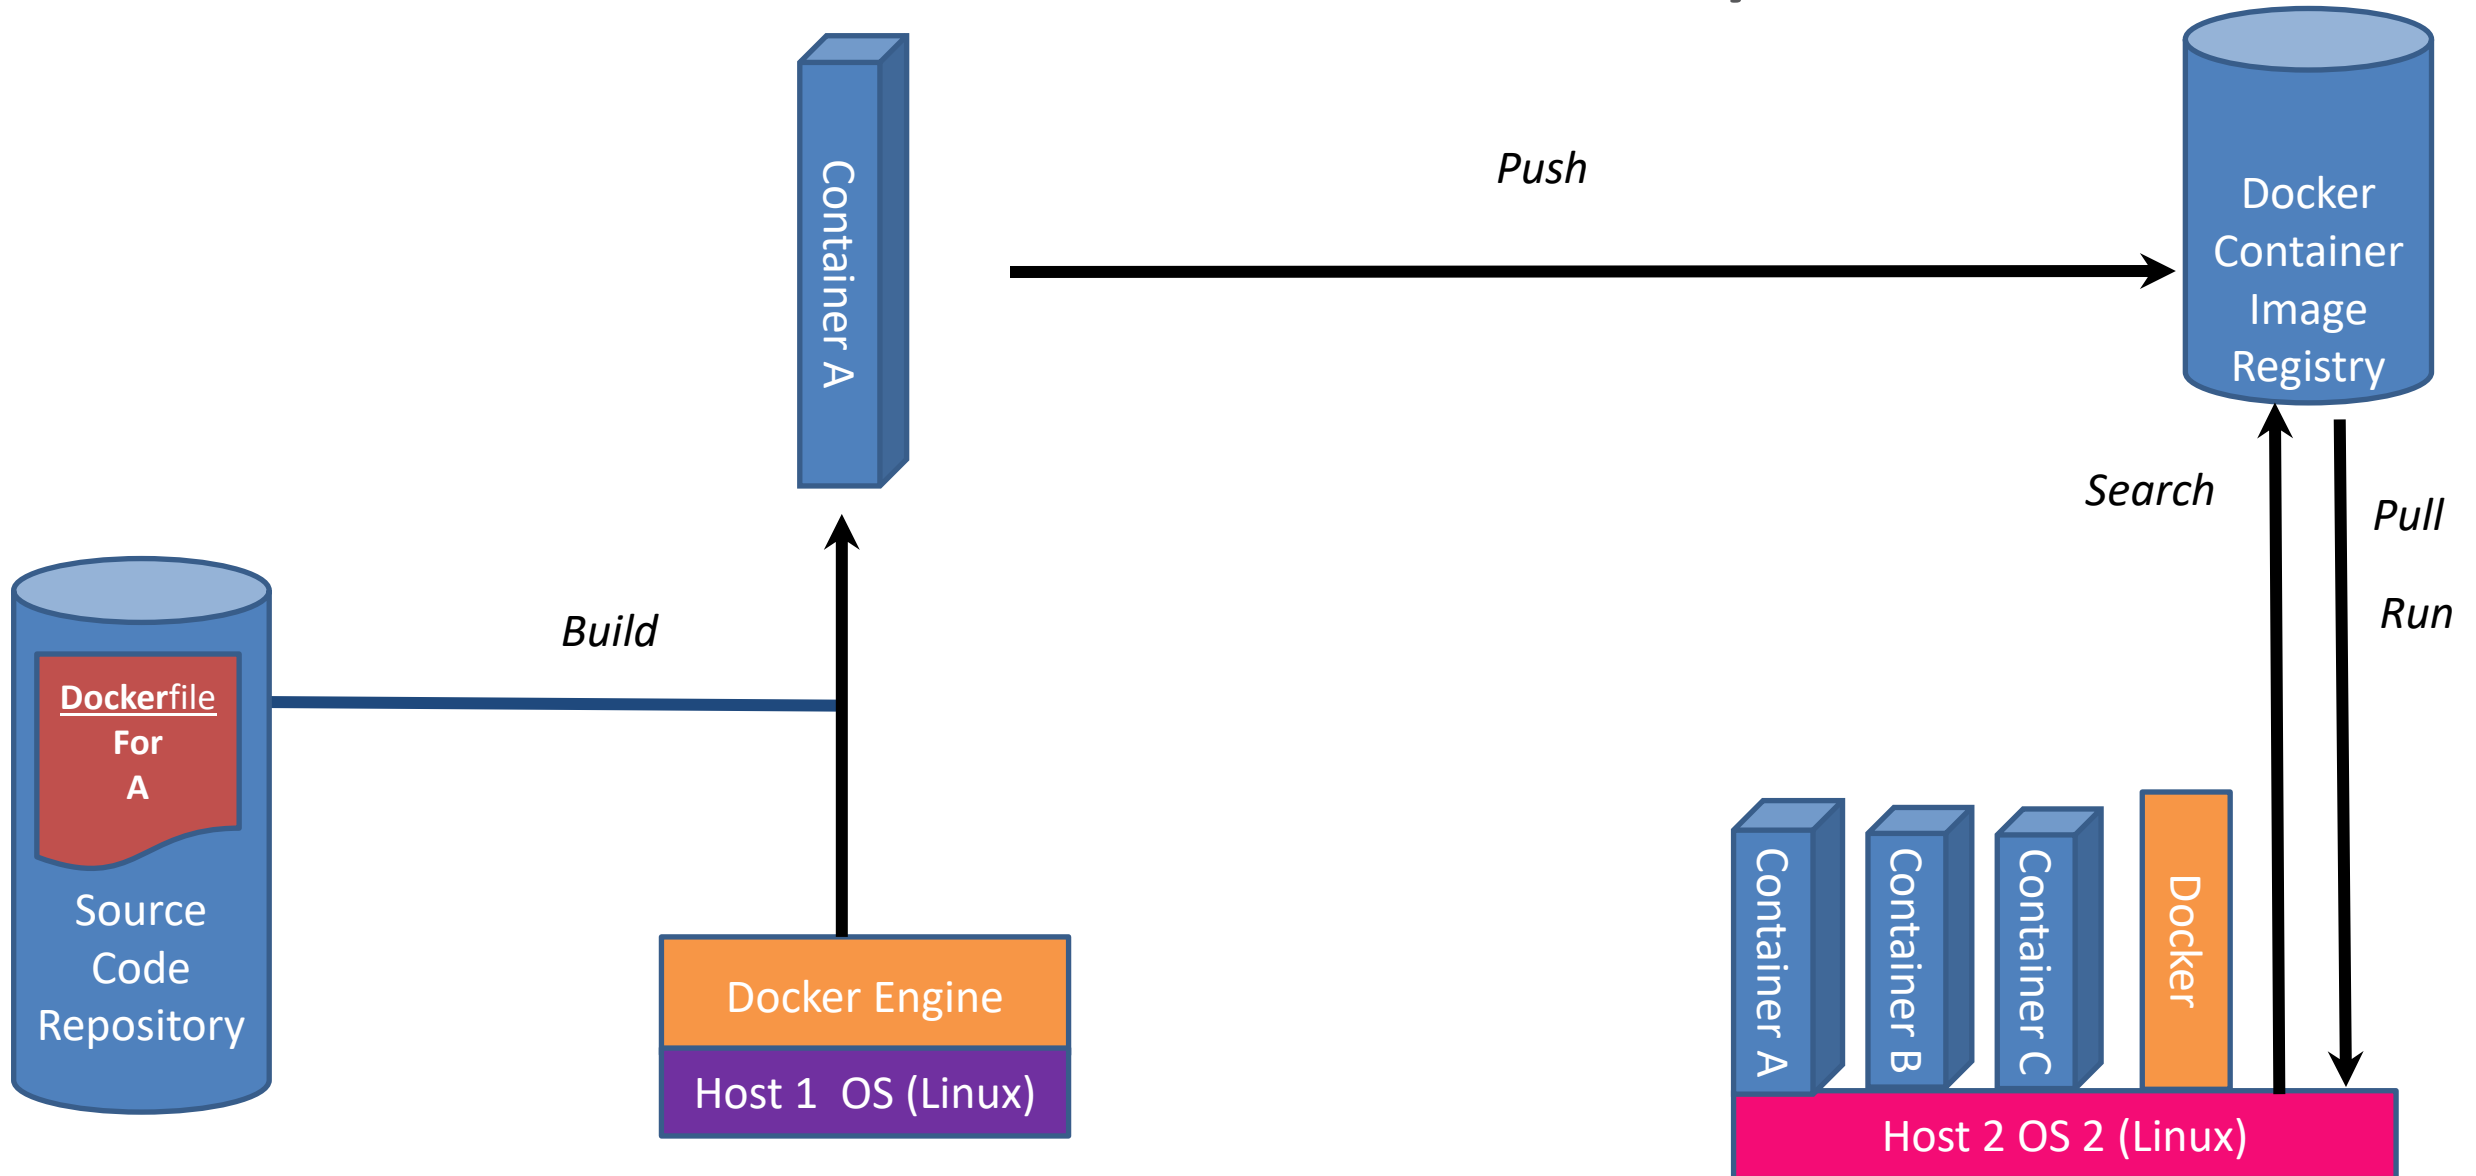 Container A
Push
Docker
Container
Image
Registry
Search
Pull
Run
Build
Dockerfile
For
A
Source
Code
Repository
Docker Engine
Host 1 OS (Linux)
Container A
Container B
Container C
Docker
Host 2 OS 2 (Linux)